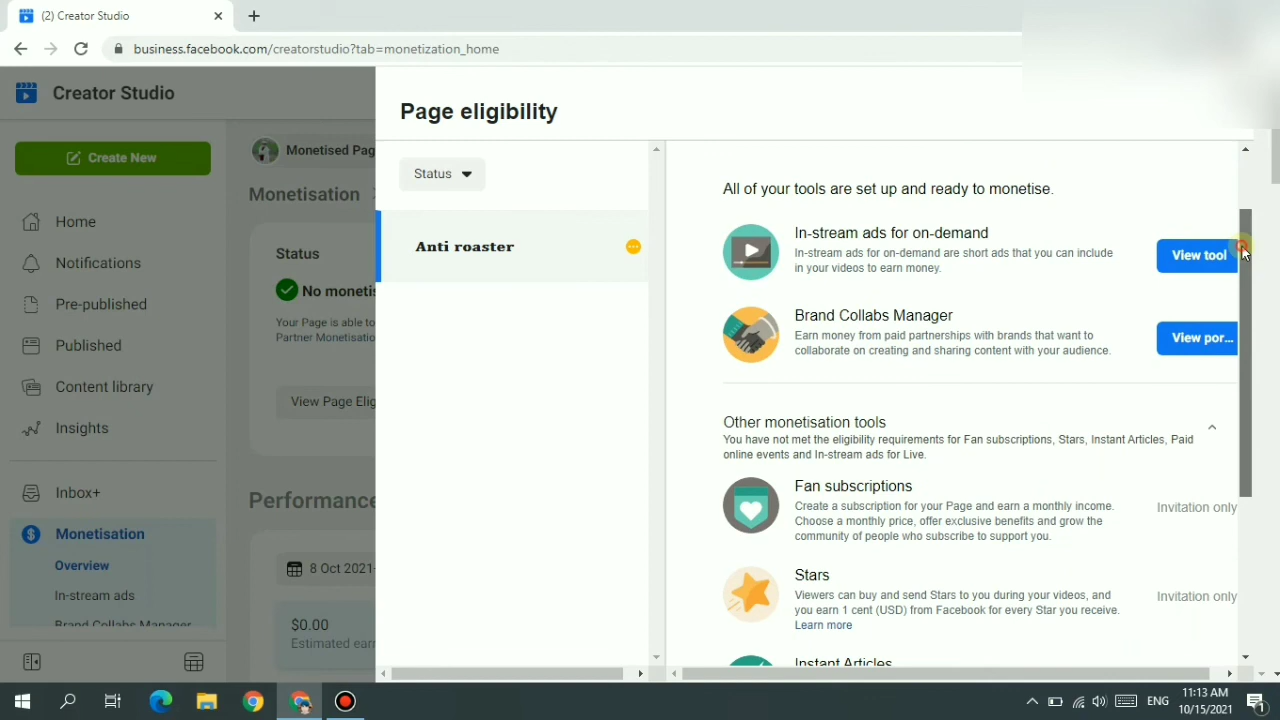 (2) Creator Studio
business.facebook.com/creatorstudio?tab=monetization_home
Creator Studio
Create New
Home
Notifications
Pre-published
Published
Content library
Insights
Inbox+
Monetisation
Overview
In-stream ads
Brand Collabs Manager
Monetised Pag
Monetisation
Status
No moneti
Your Page is able to
Partner Monetisatio
View Page Elig
Performance
8 Oct 2021
$0.00
Estimated earn
Page eligibility
Status
Anti roaster
All of your tools are set up and ready to monetise.
In-stream ads for on-demand
In-stream ads for on-demand are short ads that you can include
in your videos to earn money.
View tool
Brand Collabs Manager
Earn money from paid partnerships with brands that want to
collaborate on creating and sharing content with your audience.
View por...
Other monetisation tools
You have not met the eligibility requirements for Fan subscriptions, Stars, Instant Articles, Paid
online events and In-stream ads for Live.
Fan subscriptions
Create a subscription for your Page and earn a monthly income.
Choose a monthly price, offer exclusive benefits and grow the
community of people who subscribe to support you.
Invitation only
Stars
Viewers can buy and send Stars to you during your videos, and
you earn 1 cent (USD) from Facebook for every Star you receive.
Learn more
Invitation only
Instant Articles
ENG
11:13 AM
10/15/2021
1